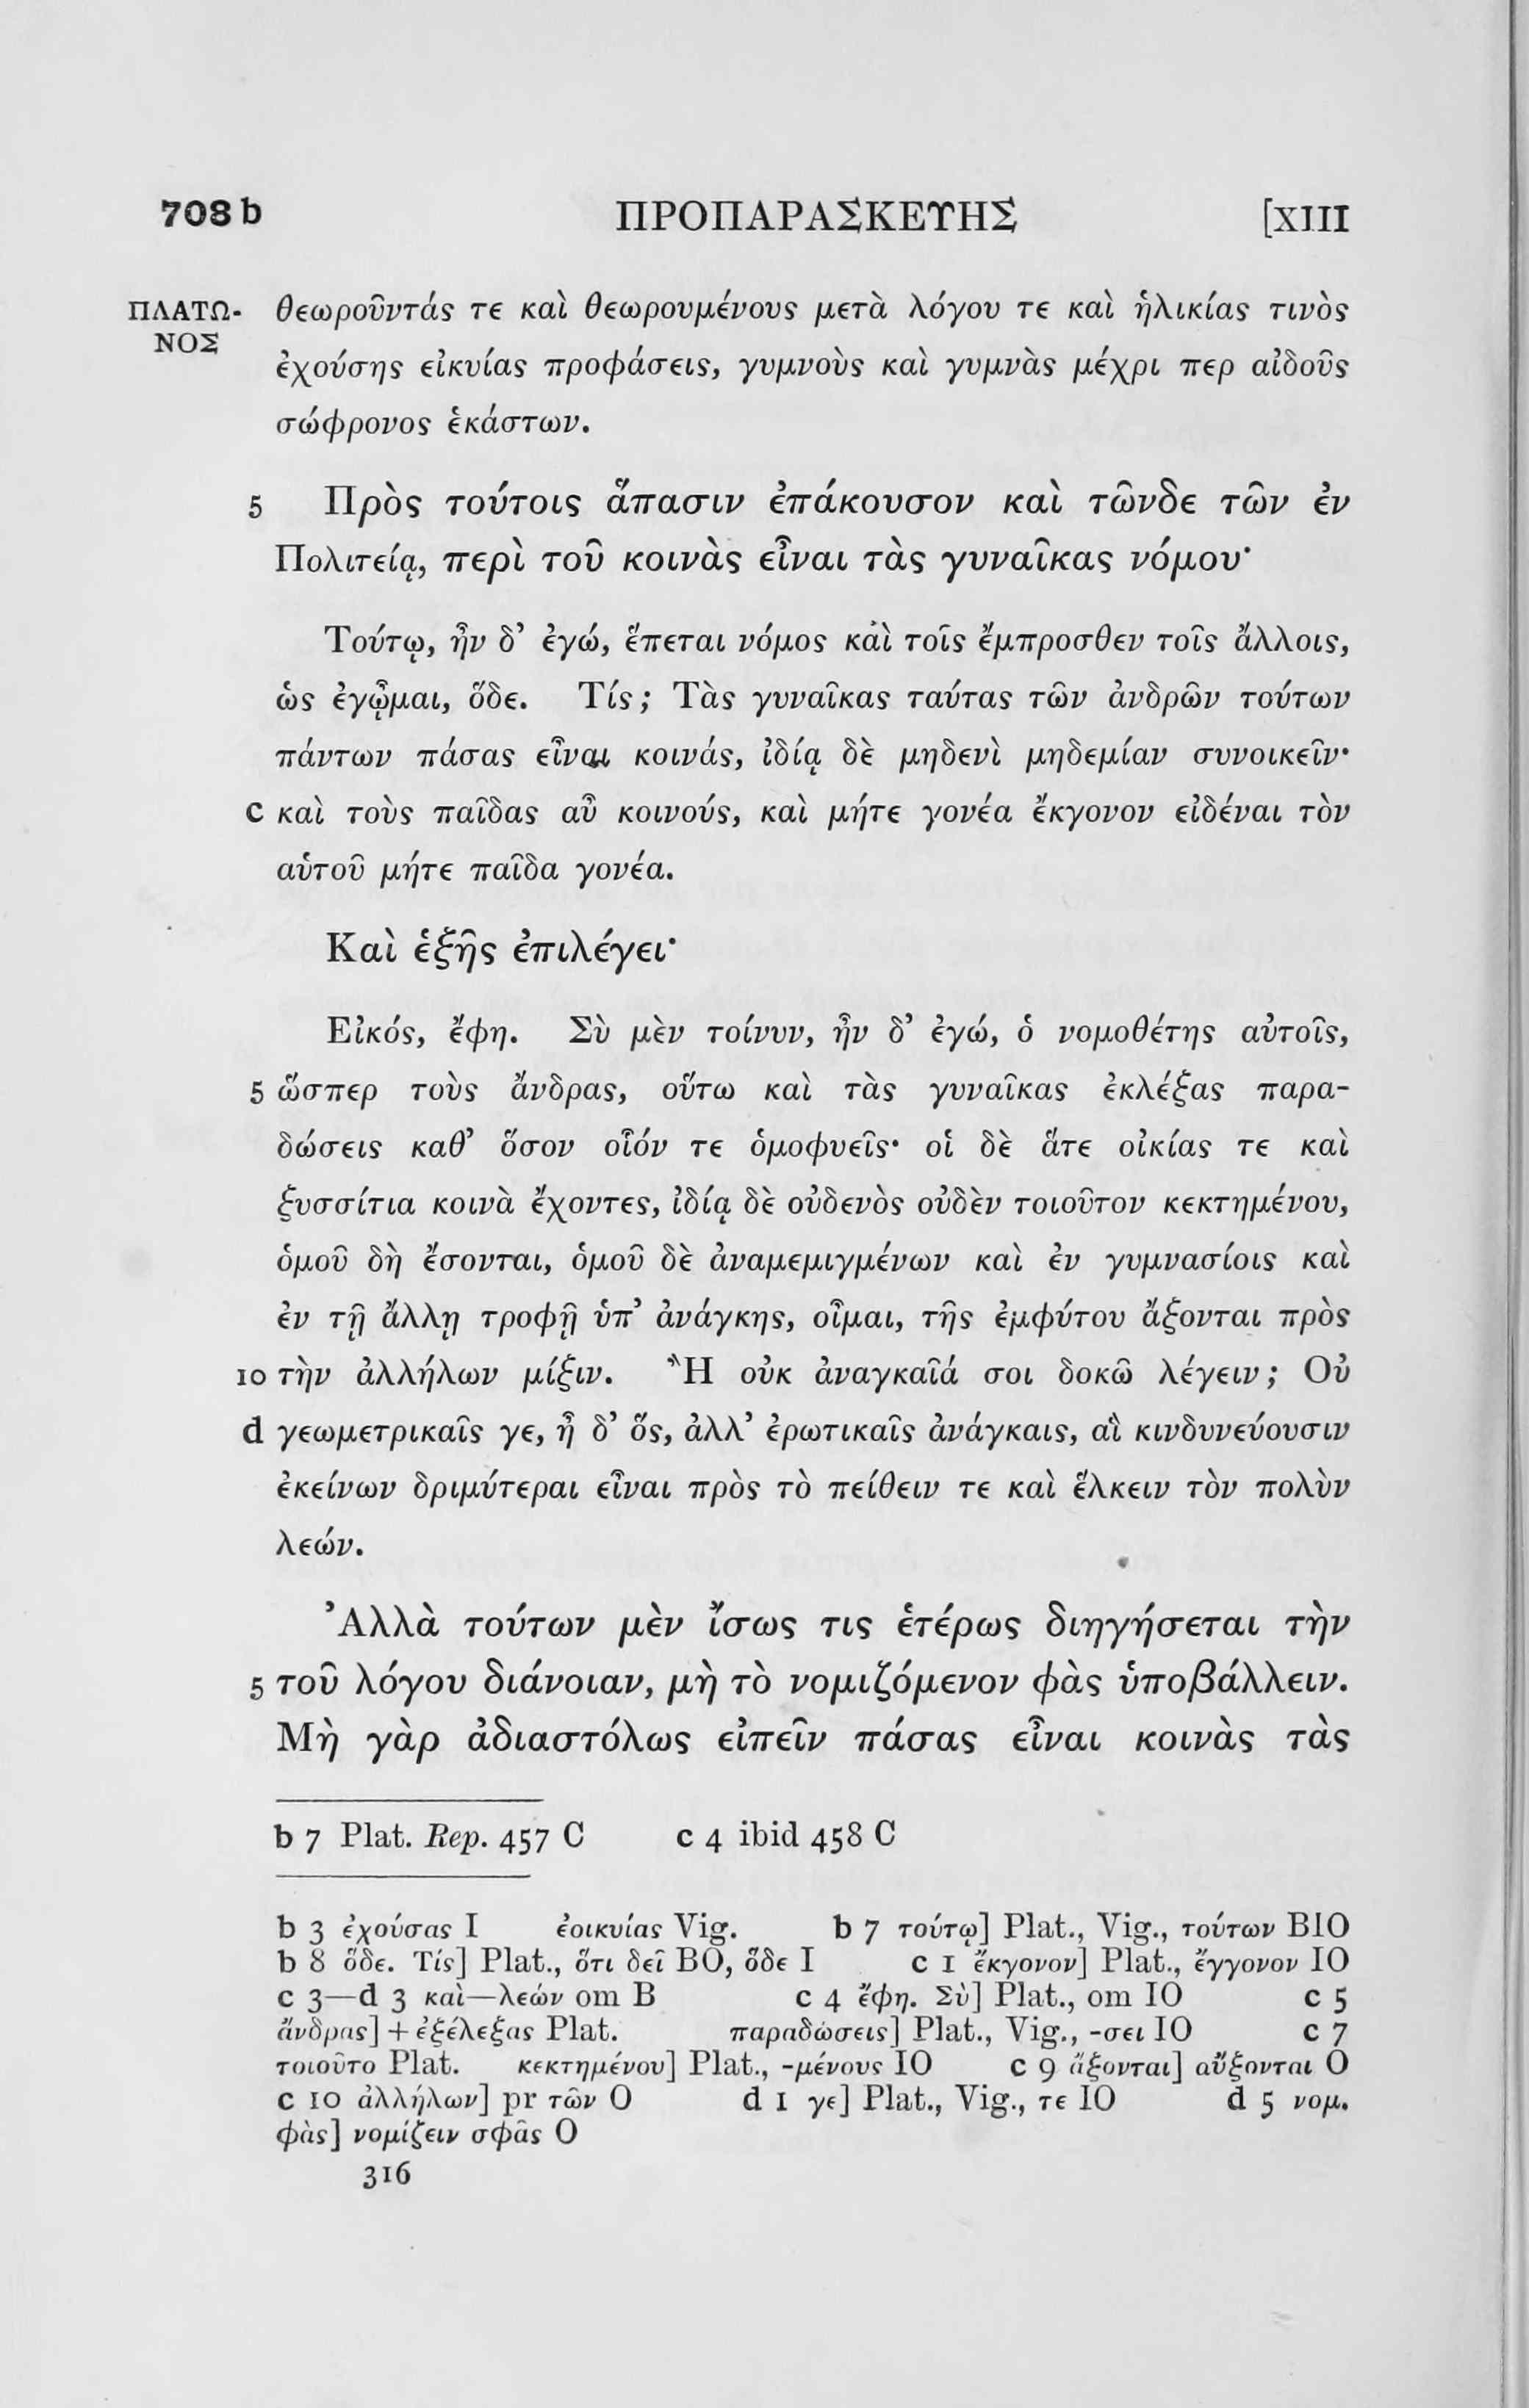 708 b ΠΡΟΠΑΡΑΣΚΕΥΗΣ [XIII
ΠΛΑΤΩ- θεωροῦντάς τε καὶ θεωρουμένους μετὰ λόγου τε καὶ ἡλικίας τινὸς
ΝΟΣ
ἐχούσης εἰκυίας προφάσεις, γυμνοὺς καὶ γυμνὰς μέχρι περ αἰδοῦς
σώφρονος ἑκάστων.
5 Πρὸς τούτοις ἅπασιν ἐπάκουσον καὶ τῶνδε τῶν ἐν
Πολιτείᾳ, περὶ τοῦ κοινὰς εἶναι τὰς γυναῖκας νόμου·
Τούτῳ, ἦν δ’ ἐγώ, ἕπεται νόμος καὶ τοῖς ἔμπροσθεν τοῖς ἄλλοις,
ὡς ἐγᾦμαι, ὅδε. Τίς; Τὰς γυναῖκας ταύτας τῶν ἀνδρῶν τούτων
πάντων πάσας εἶναι κοινάς, ἰδίᾳ δὲ μηδενὶ μηδεμίαν συνοικεῖν·
c καὶ τοὺς παῖδας αὖ κοινούς, καὶ μήτε γονέα ἔκγονον εἰδέναι τὸν
αὑτοῦ μήτε παῖδα γονέα.
Καὶ ἑξῆς ἐπιλέγει·
Εἰκός, ἔφη. Σὺ μὲν τοίνυν, ἦν δ’ ἐγώ, ὁ νομοθέτης αὐτοῖς,
5 ὥσπερ τοὺς ἄνδρας, οὕτω καὶ τὰς γυναῖκας ἐκλέξας παρα-
δώσεις καθ’ ὅσον οἷόν τε ὁμοφυεῖς· οἱ δὲ ἅτε οἰκίας τε καὶ
ξυσσίτια κοινὰ ἔχοντες, ἰδίᾳ δὲ οὐδενὸς οὐδὲν τοιοῦτον κεκτημένου,
ὁμοῦ δὴ ἔσονται, ὁμοῦ δὲ ἀναμεμιγμένων καὶ ἐν γυμνασίοις καὶ
ἐν τῇ ἄλλῃ τροφῇ ὑπ’ ἀνάγκης, οἶμαι, τῆς ἐμφύτου ἄξονται πρὸς
10 τὴν ἀλλήλων μίξιν. Ἢ οὐκ ἀναγκαῖά σοι δοκῶ λέγειν; Οὐ
d γεωμετρικαῖς γε, ἦ δ’ ὅς, ἀλλ’ ἐρωτικαῖς ἀνάγκαις, αἳ κινδυνεύουσιν
ἐκείνων δριμύτεραι εἶναι πρὸς τὸ πείθειν τε καὶ ἕλκειν τὸν πολὺν
λεών.
Ἀλλὰ τούτων μὲν ἴσως τις ἑτέρως διηγήσεται τὴν
5 τοῦ λόγου διάνοιαν, μὴ τὸ νομιζόμενον φὰς ὑποβάλλειν.
Μὴ γὰρ ἀδιαστόλως εἰπεῖν πάσας εἶναι κοινὰς τὰς
b 7 Plat. Rep. 457 C c 4 ibid 458 C
b 3 ἐχούσας I ἐοικυίας Vig. b 7 τούτῳ] Plat., Vig., τούτων BIO
b 8 ὅδε. Τίς] Plat., ὅτι δεῖ BO, ὅδε I c 1 ἔκγονον] Plat., ἔγγονον IO
c 3—d 3 καὶ—λεών om B c 4 ἔφη. Σὺ] Plat., om IO c 5
ἄνδρας] + ἐξέλεξας Plat. παραδώσεις] Plat., Vig., -σει IO c 7
τοιοῦτο Plat. κεκτημένου] Plat., -μένους IO c 9 ἄξονται] αὔξονται O
c 10 ἀλλήλων] pr τῶν O d 1 γε] Plat., Vig., τε IO d 5 νομ.
φὰς] νομίζειν σφᾶς O
316